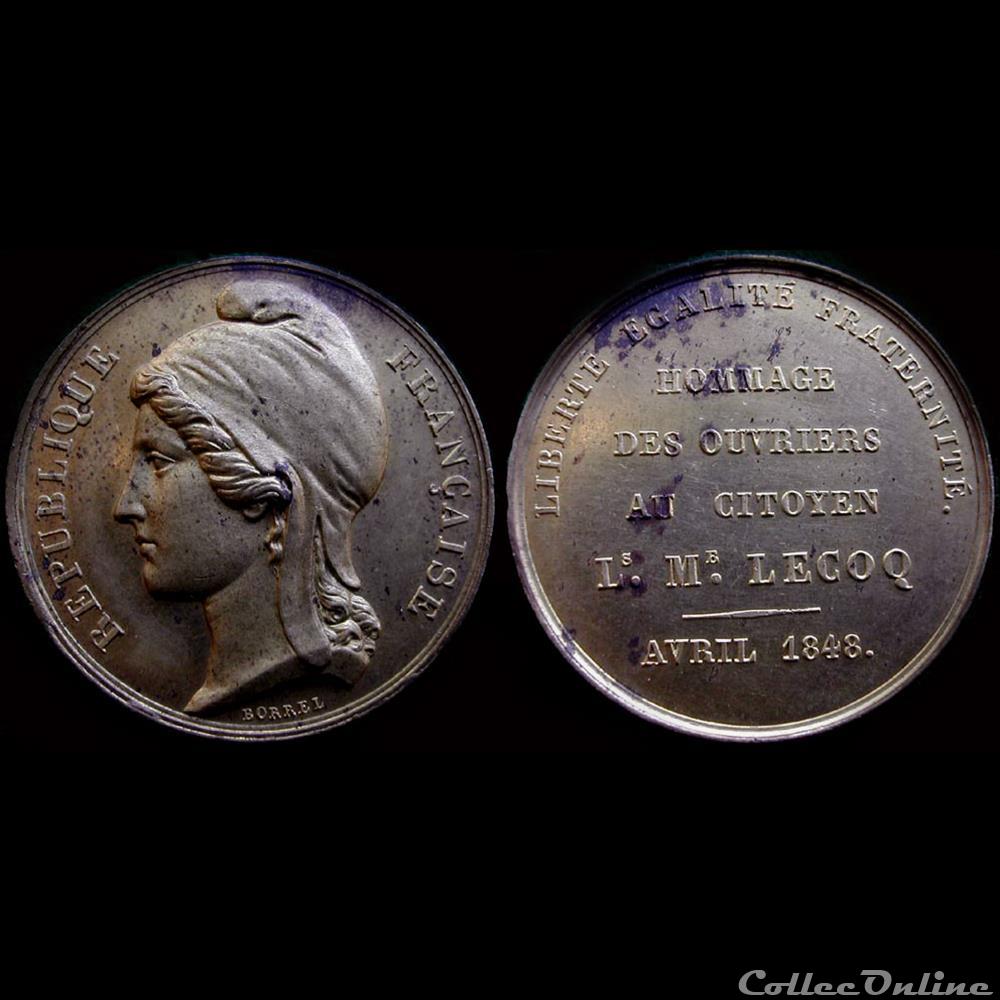 REPUBLIQUE FRANÇAISE
BORREL
LIBERTÉ EGALITÉ FRATERNITÉ.
HOMMAGE
DES OUVRIERS
AU CITOYEN
Ls. ME. LECOQ
AVRIL 1848.
CollecOnline